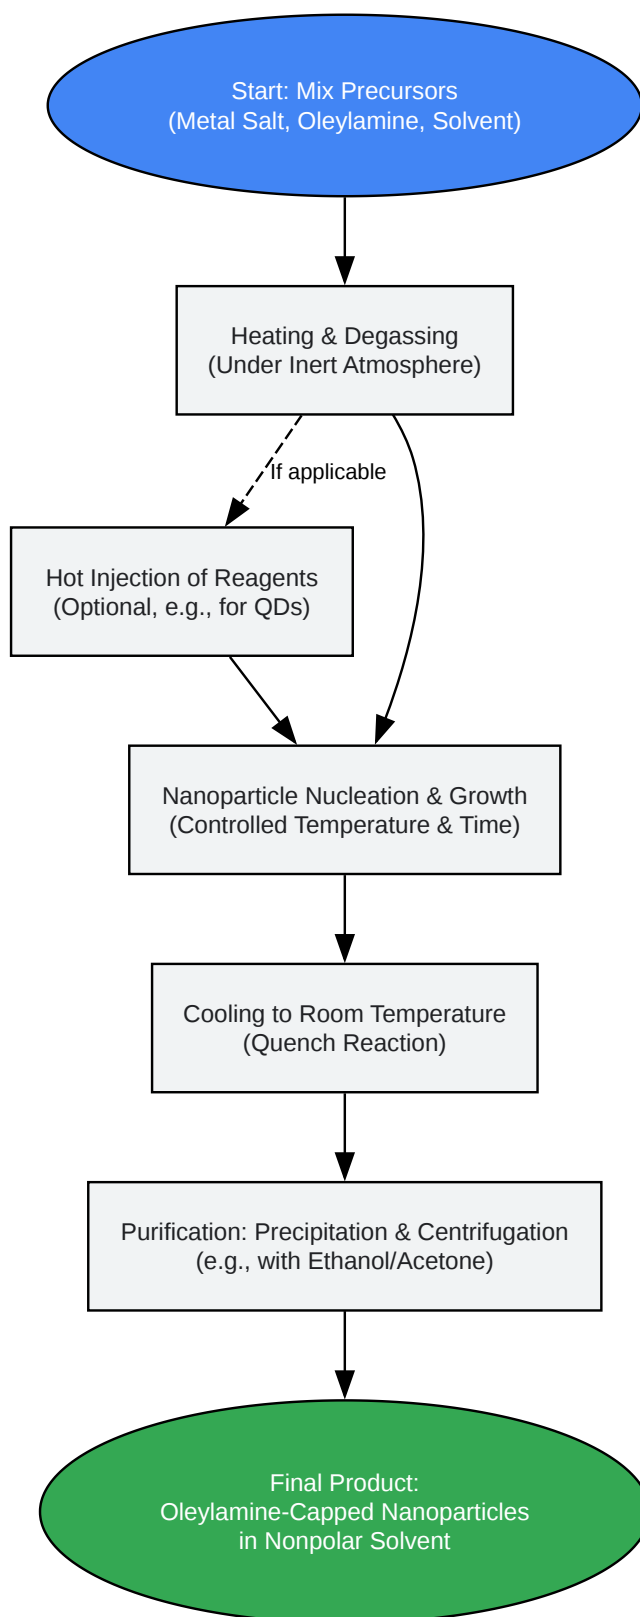 Start: Mix Precursors
(Metal Salt, Oleylamine, Solvent)
Heating & Degassing
(Under Inert Atmosphere)
If applicable
Hot Injection of Reagents
(Optional, e.g., for QDs)
Nanoparticle Nucleation & Growth
(Controlled Temperature & Time)
Cooling to Room Temperature
(Quench Reaction)
Purification: Precipitation & Centrifugation
(e.g., with Ethanol/Acetone)
Final Product:
Oleylamine-Capped Nanoparticles
in Nonpolar Solvent